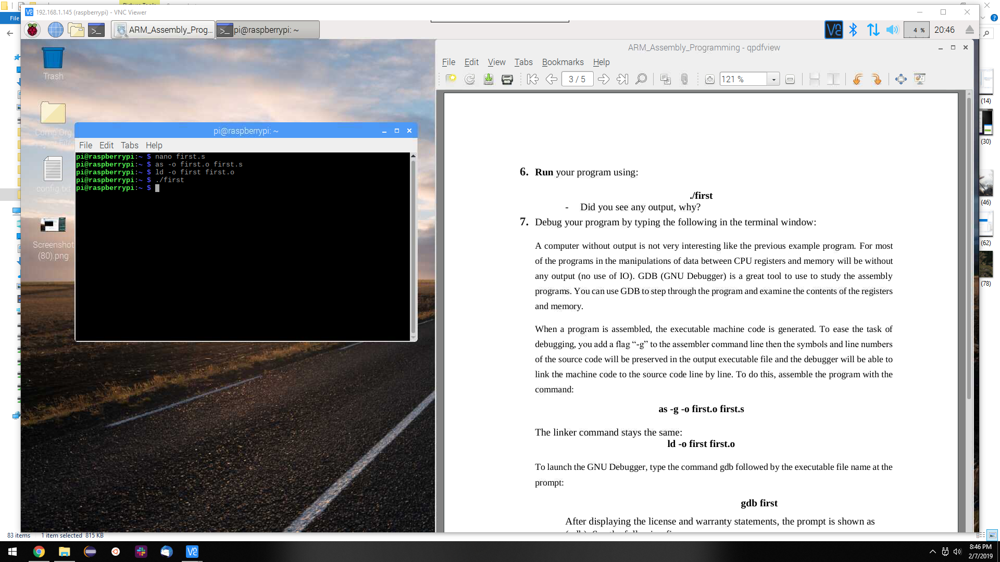 Picture Tools
File
192.168.1.145 (raspberrypi) - VNC Viewer
ARM_Assembly_Prog...
pi@raspberrypi: ~
4 %
20:46
Trash
Comp Org
config.txt
Screenshot
(80).png
pi@raspberrypi: ~
File Edit Tabs Help
pi@raspberrypi:~ $ nano first.s
pi@raspberrypi:~ $ as -o first.o first.s
pi@raspberrypi:~ $ ld -o first first.o
pi@raspberrypi:~ $ ./first
pi@raspberrypi:~ $
ARM_Assembly_Programming - qpdfview
File Edit View Tabs Bookmarks Help
3 / 5
121 %
6. Run your program using:
./first
- Did you see any output, why?
7. Debug your program by typing the following in the terminal window:
A computer without output is not very interesting like the previous example program. For most
of the programs in the manipulations of data between CPU registers and memory will be without
any output (no use of IO). GDB (GNU Debugger) is a great tool to use to study the assembly
programs. You can use GDB to step through the program and examine the contents of the registers
and memory.
When a program is assembled, the executable machine code is generated. To ease the task of
debugging, you add a flag “-g” to the assembler command line then the symbols and line numbers
of the source code will be preserved in the output executable file and the debugger will be able to
link the machine code to the source code line by line. To do this, assemble the program with the
command:
as -g -o first.o first.s
The linker command stays the same:
ld -o first first.o
To launch the GNU Debugger, type the command gdb followed by the executable file name at the
prompt:
gdb first
After displaying the license and warranty statements, the prompt is shown as
(14)
(30)
(46)
(62)
(78)
83 items 1 item selected 815 KB
8:46 PM
2/7/2019